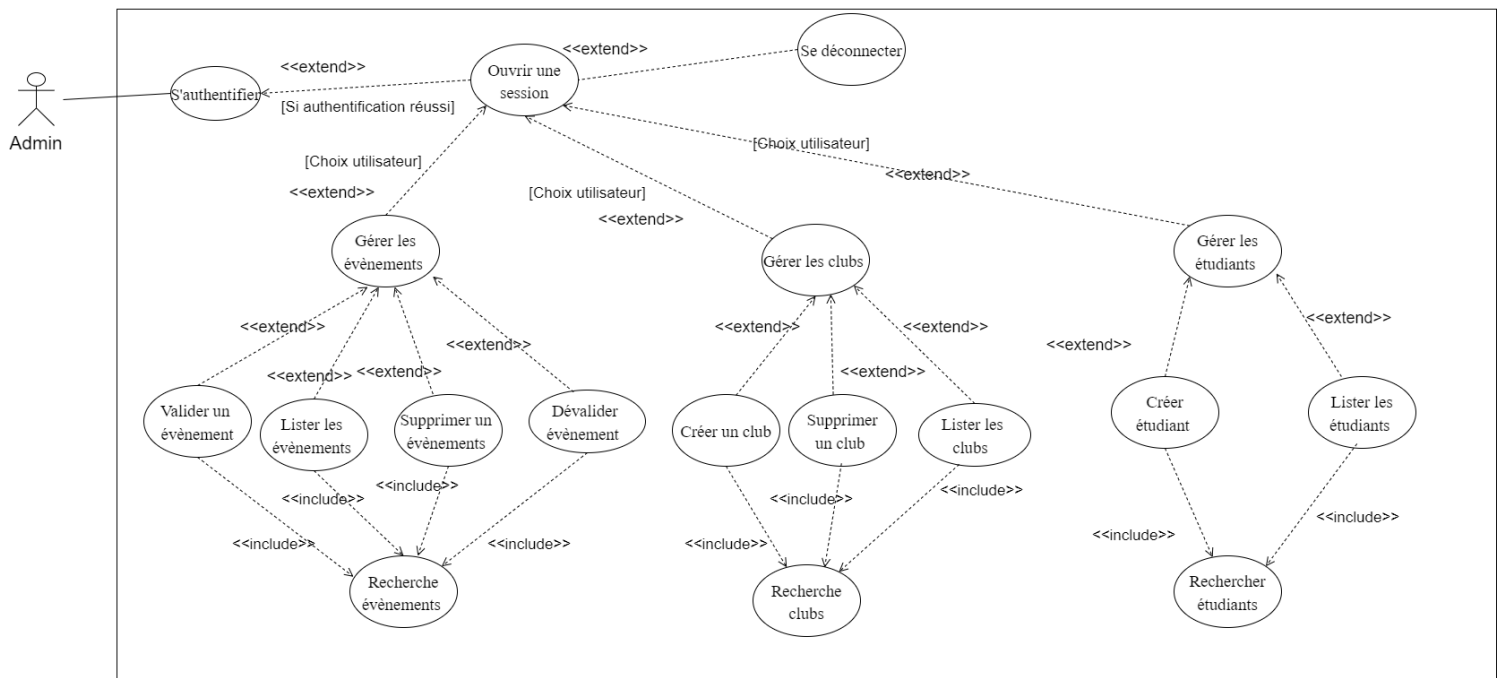 Se déconnecter
<<extend>>
Ouvrir une
session
<<extend>>
S'authentifier
[Si authentification réussi]
Admin
[Choix utilisateur]
<<extend>>
[Choix utilisateur]
<<extend>>
[Choix utilisateur]
<<extend>>
Gérer les
évènements
Gérer les clubs
Gérer les
étudiants
<<extend>>
<<extend>>
<<extend>>
<<extend>>
<<extend>>
<<extend>>
<<extend>>
<<extend>>
<<extend>>
Valider un
évènement
Lister les
évènements
Supprimer un
évènements
Dévalider
évènement
Créer un club
Supprimer
un club
Lister les
clubs
Créer
étudiant
Lister les
étudiants
<<include>>
<<include>>
<<include>>
<<include>>
<<include>>
<<include>>
<<include>>
<<include>>
<<include>>
Recherche
évènements
Recherche
clubs
Rechercher
étudiants